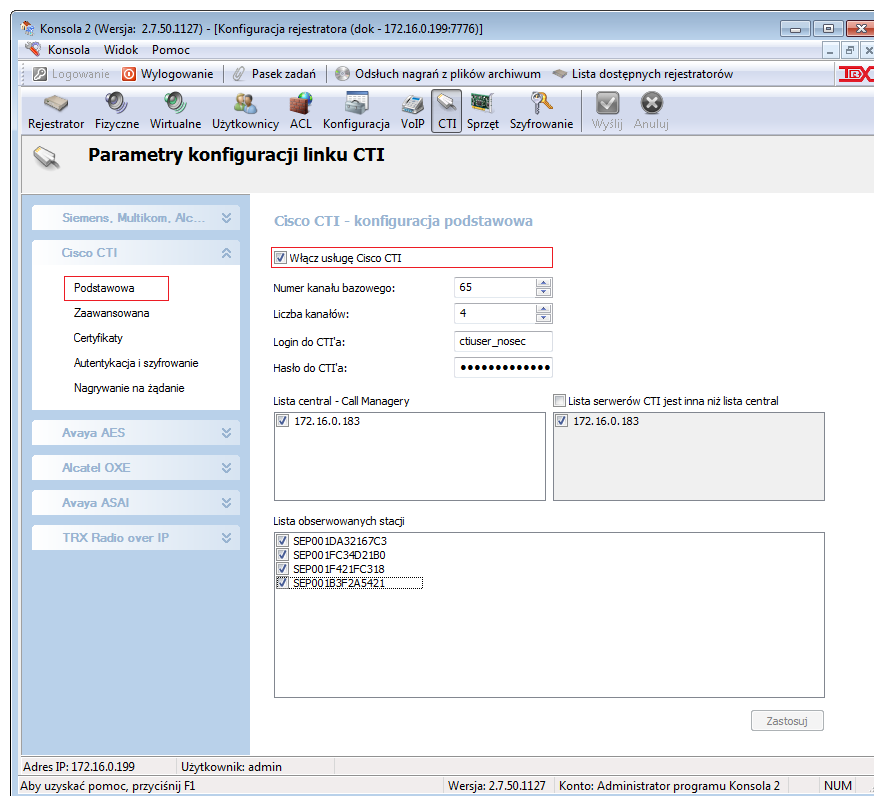 Konsola 2 (Wersja: 2.7.50.1127) - [Konfiguracja rejestratora (dok - 172.16.0.199:7776)]
Konsola Widok Pomoc
Logowanie Wylogowanie Pasek zadań Odsłuch nagrań z plików archiwum Lista dostępnych rejestratorów TRX
Rejestrator Fizyczne Wirtualne Użytkownicy ACL Konfiguracja VoIP CTI Sprzęt Szyfrowanie Wyślij Anuluj
Parametry konfiguracji linku CTI
Siemens, Multikom, Alc...
Cisco CTI
Podstawowa
Zaawansowana
Certyfikaty
Autentykacja i szyfrowanie
Nagrywanie na żądanie
Avaya AES
Alcatel OXE
Avaya ASAI
TRX Radio over IP
Cisco CTI - konfiguracja podstawowa
Włącz usługę Cisco CTI
Numer kanału bazowego: 65
Liczba kanałów: 4
Login do CTI'a: ctiuser_nosec
Hasło do CTI'a: ●●●●●●●●●●●●●
Lista central - Call Managery
172.16.0.183
Lista serwerów CTI jest inna niż lista central
172.16.0.183
Lista obserwowanych stacji
SEP001DA32167C3
SEP001FC34D21B0
SEP001F421FC318
SEP001B3F2A5421
Zastosuj
Adres IP: 172.16.0.199 Użytkownik: admin
Aby uzyskać pomoc, przyciśnij F1 Wersja: 2.7.50.1127 Konto: Administrator programu Konsola 2 NUM